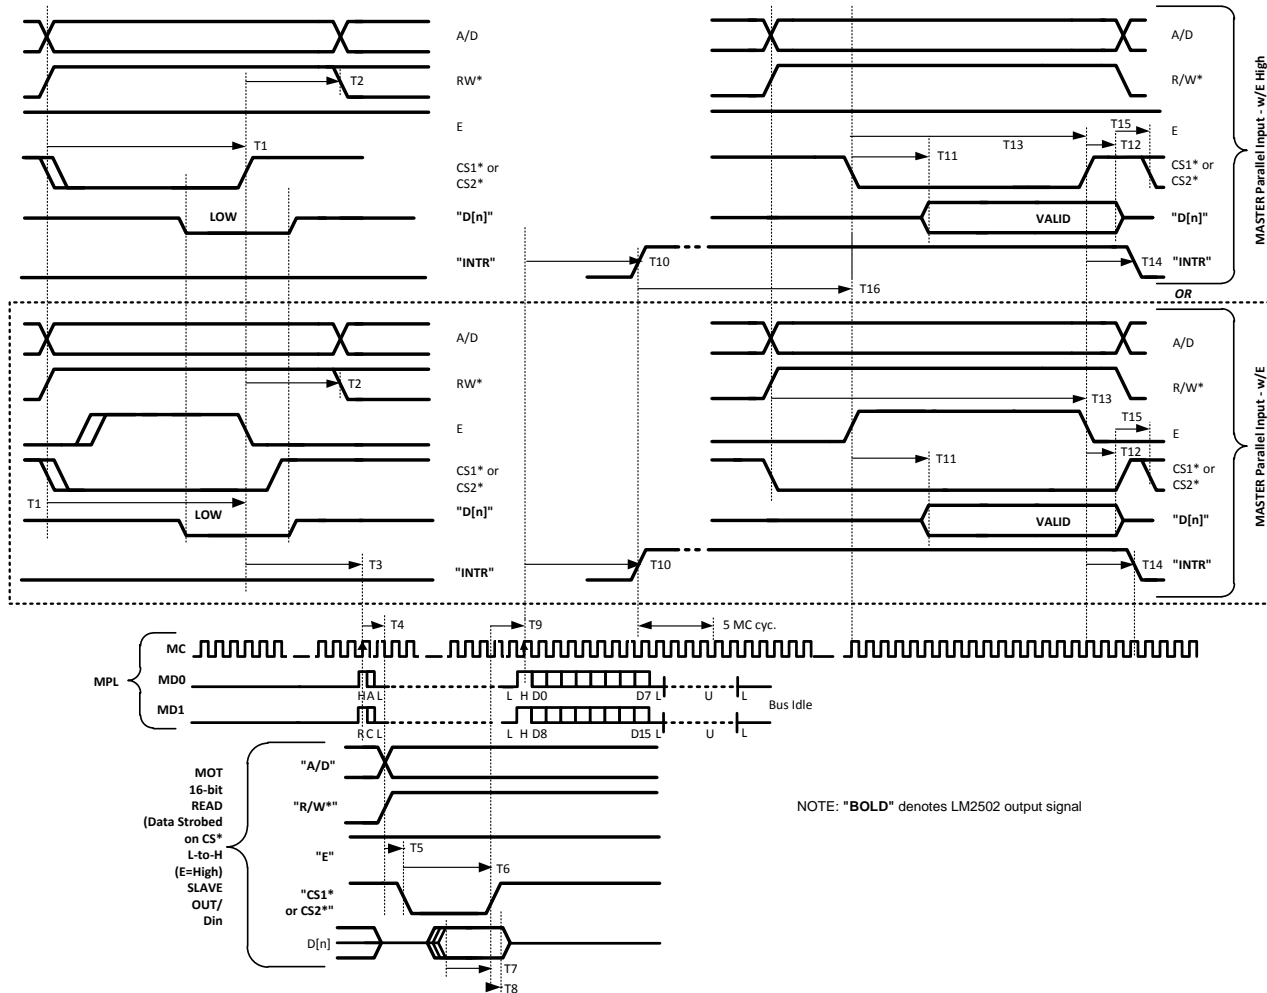 A/D
RW*
T2
E
T1
CS1* or
CS2*
LOW
"D[n]"
"INTR"
A/D
R/W*
T15
E
T13
T12
T11
CS1* or
CS2*
VALID
"D[n]"
T10
T14
"INTR"
T16
OR
MASTER Parallel Input - w/E High
A/D
RW*
T2
E
CS1* or
CS2*
T1
LOW
"D[n]"
T3
"INTR"
A/D
R/W*
T13
T15
E
T12
T11
CS1* or
CS2*
VALID
"D[n]"
T10
T14
"INTR"
MASTER Parallel Input - w/E
T4
T9
5 MC cyc.
MPL
MC
MD0
H A L
L H D0
D7 L
U
L
Bus Idle
MD1
R C L
L H D8
D15 L
U
L
MOT
16-bit
READ
(Data Strobed
on CS*
L-to-H
(E=High)
SLAVE
OUT/
Din
"A/D"
"R/W*"
"E"
T5
T6
"CS1*
or CS2*"
D[n]
T7
T8
NOTE: "BOLD" denotes LM2502 output signal